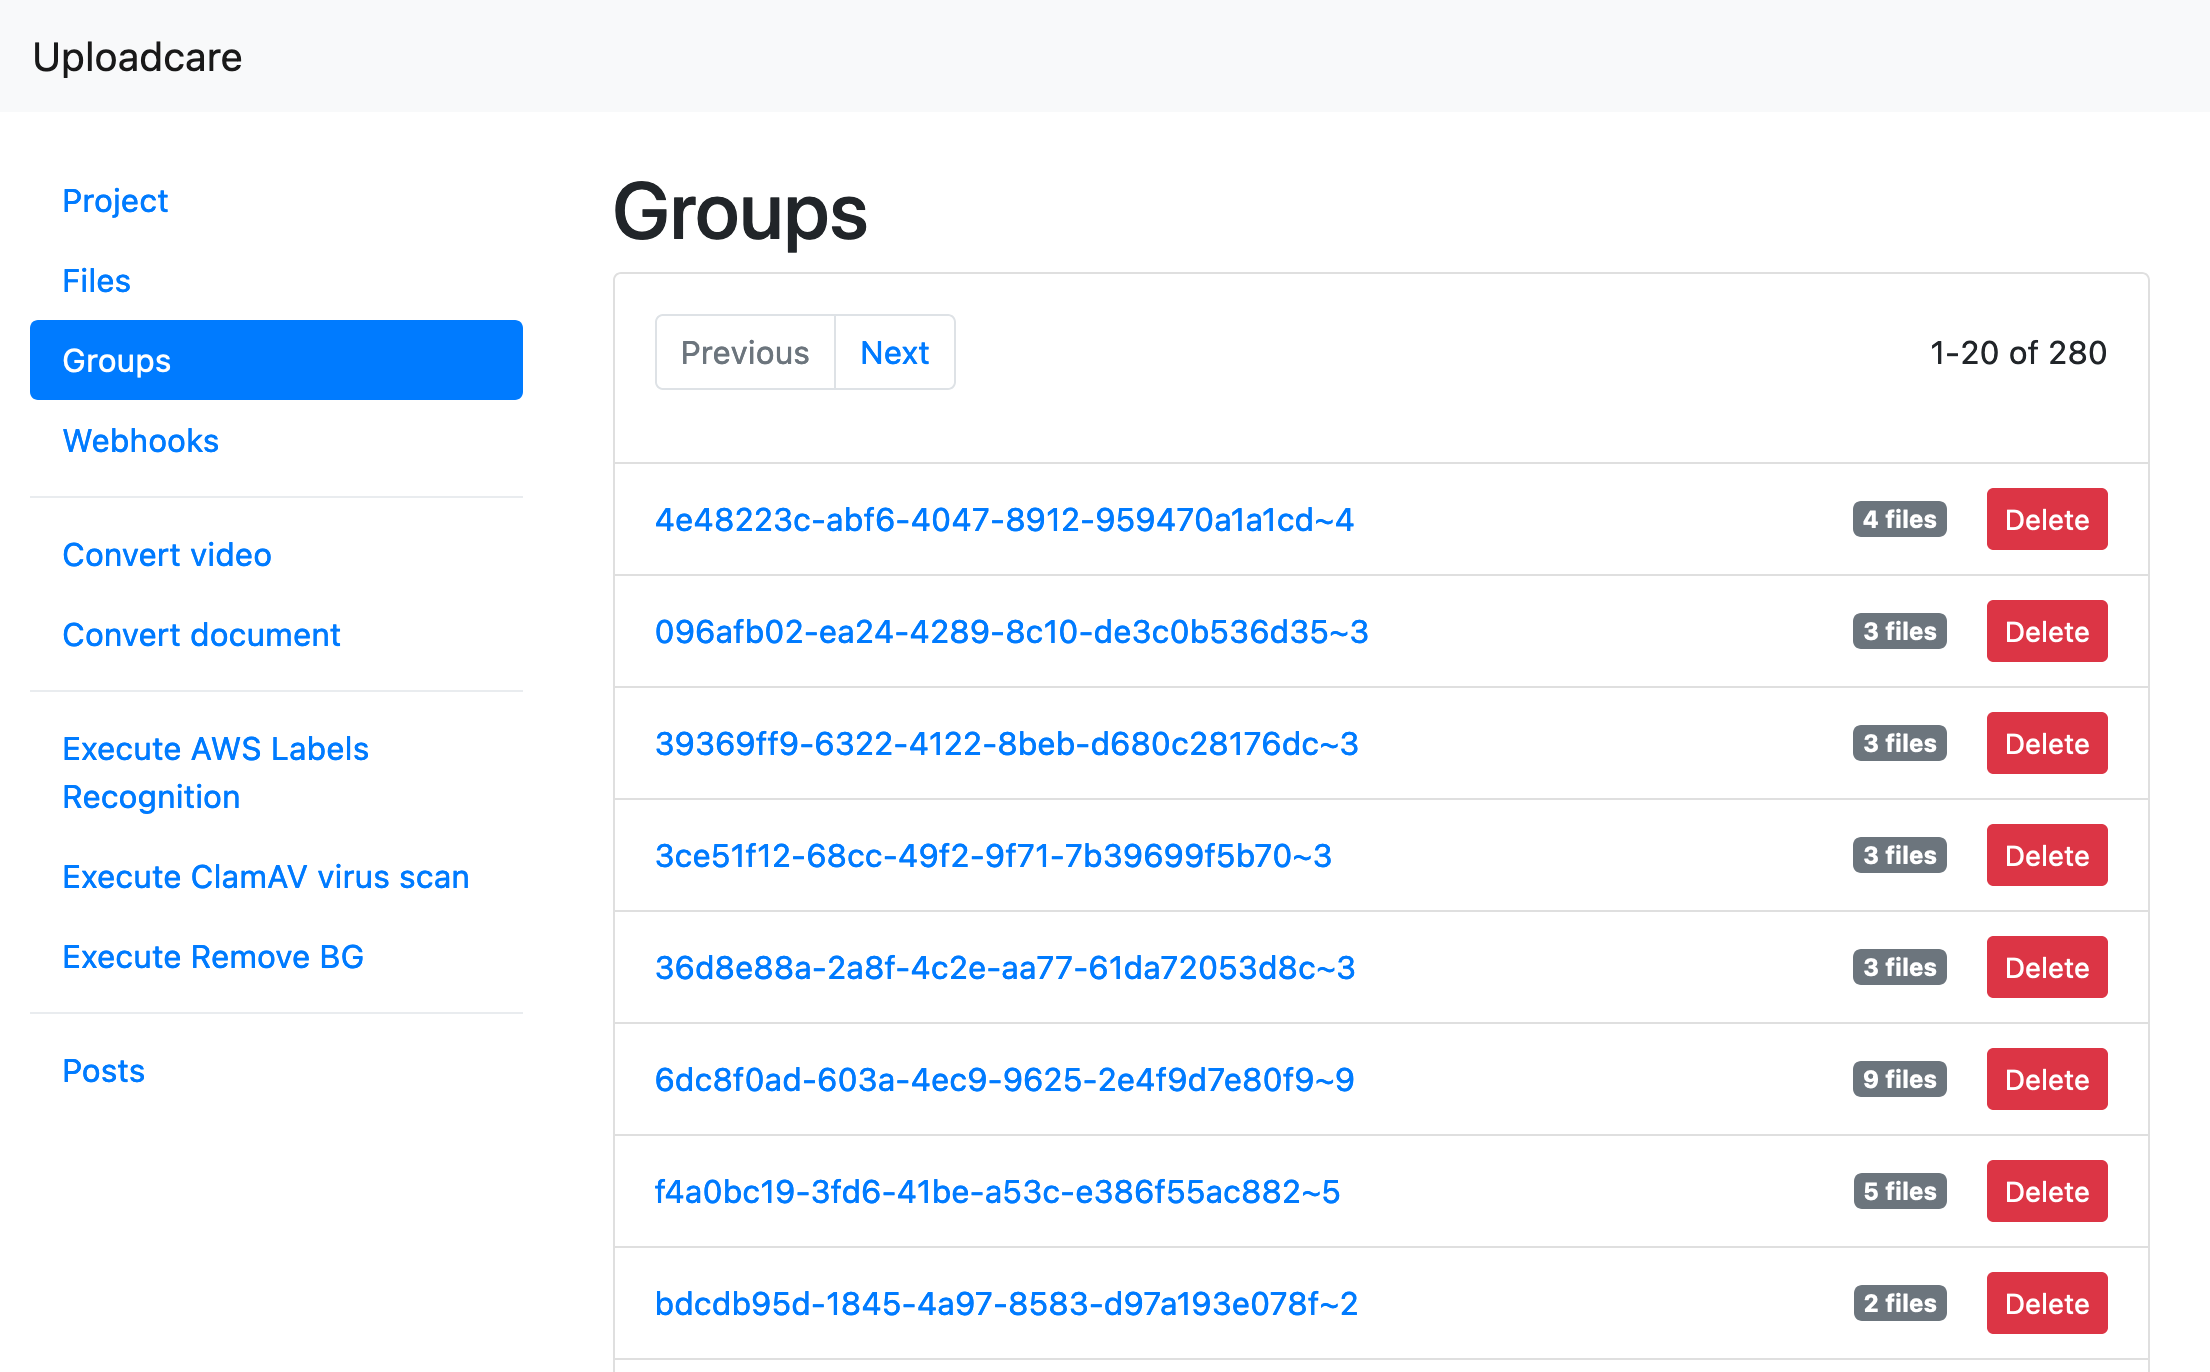 Uploadcare
Project
Files
Groups
Webhooks
Convert video
Convert document
Execute AWS Labels
Recognition
Execute ClamAV virus scan
Execute Remove BG
Posts
Groups
Previous Next 1-20 of 280
4e48223c-abf6-4047-8912-959470a1a1cd~4 4 files Delete
096afb02-ea24-4289-8c10-de3c0b536d35~3 3 files Delete
39369ff9-6322-4122-8beb-d680c28176dc~3 3 files Delete
3ce51f12-68cc-49f2-9f71-7b39699f5b70~3 3 files Delete
36d8e88a-2a8f-4c2e-aa77-61da72053d8c~3 3 files Delete
6dc8f0ad-603a-4ec9-9625-2e4f9d7e80f9~9 9 files Delete
f4a0bc19-3fd6-41be-a53c-e386f55ac882~5 5 files Delete
bdcdb95d-1845-4a97-8583-d97a193e078f~2 2 files Delete